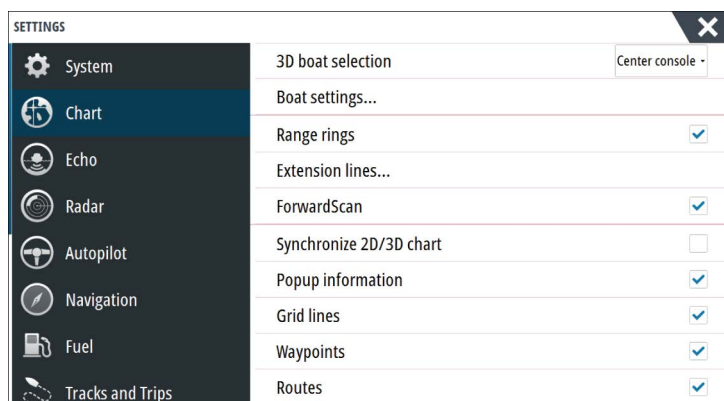 SETTINGS
System
Chart
Echo
Radar
Autopilot
Navigation
Fuel
Tracks and Trips
3D boat selection
Center console
Boat settings...
Range rings
Extension lines...
ForwardScan
Synchronize 2D/3D chart
Popup information
Grid lines
Waypoints
Routes